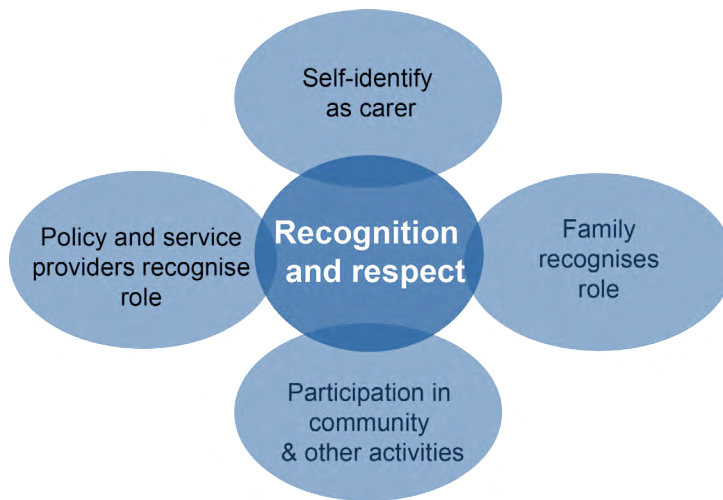 Self-identify
as carer
Policy and service
providers recognise
role
Recognition
and respect
Family
recognises
role
Participation in
community
& other activities